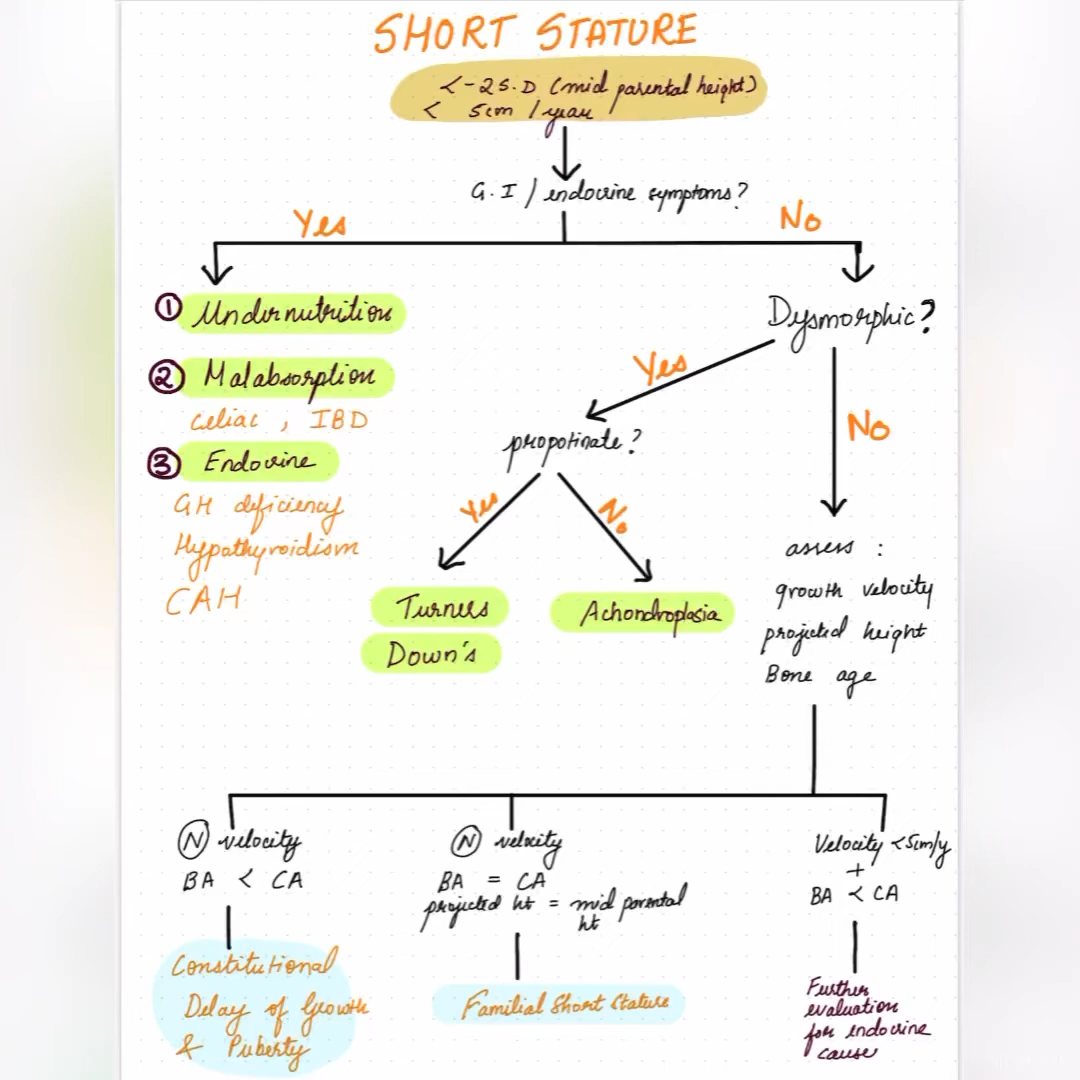 SHORT STATURE
< -2 S.D (mid parental height)
< 5cm / year
G.I / endocrine symptoms?
Yes
No
① Undernutrition
② Malabsorption
Celiac , IBD
③ Endocrine
GH deficiency
Hypothyroidism
CAH
Dysmorphic?
Yes
No
propotinate?
Yes
No
Turners
Down's
Achondroplasia
assess :
growth velocity
projected height
Bone age
Ⓝ velocity
BA < CA
Constitutional
Delay of Growth
& Puberty
Ⓝ velocity
BA = CA
projected ht = mid parental
ht
Familial Short Stature
Velocity <5cm/y
+
BA < CA
Further
evaluation
for endocrine
cause